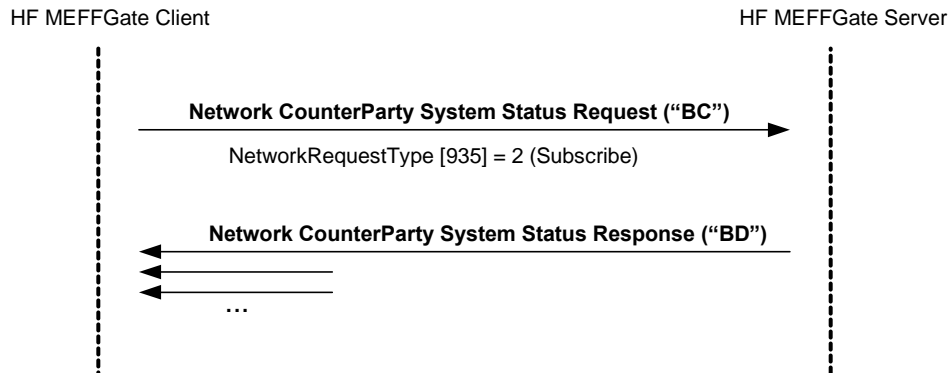 HF MEFFGate Client
HF MEFFGate Server
Network CounterParty System Status Request (“BC”)
NetworkRequestType [935] = 2 (Subscribe)
Network CounterParty System Status Response (“BD”)
...